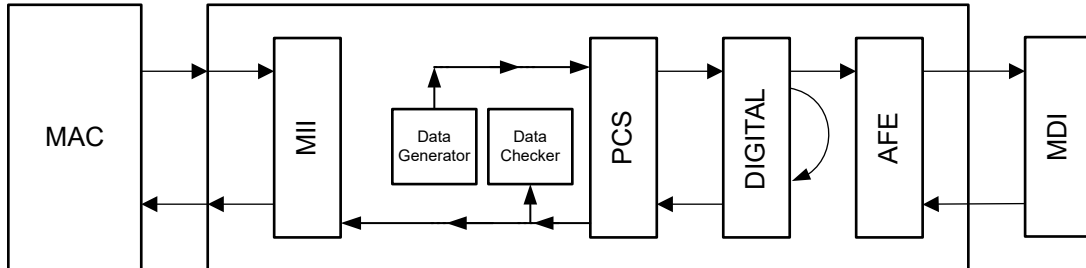 MAC
MII
Data
Generator
Data
Checker
PCS
DIGITAL
AFE
MDI